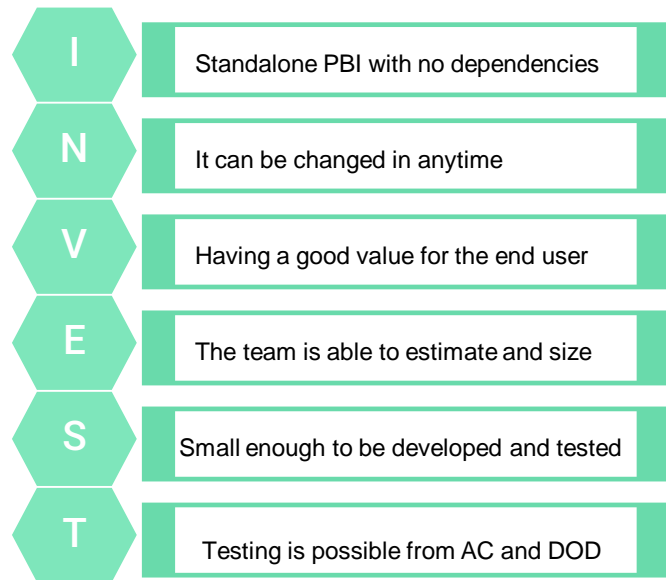 I
Standalone PBI with no dependencies
N
It can be changed in anytime
V
Having a good value for the end user
E
The team is able to estimate and size
S
Small enough to be developed and tested
T
Testing is possible from AC and DOD